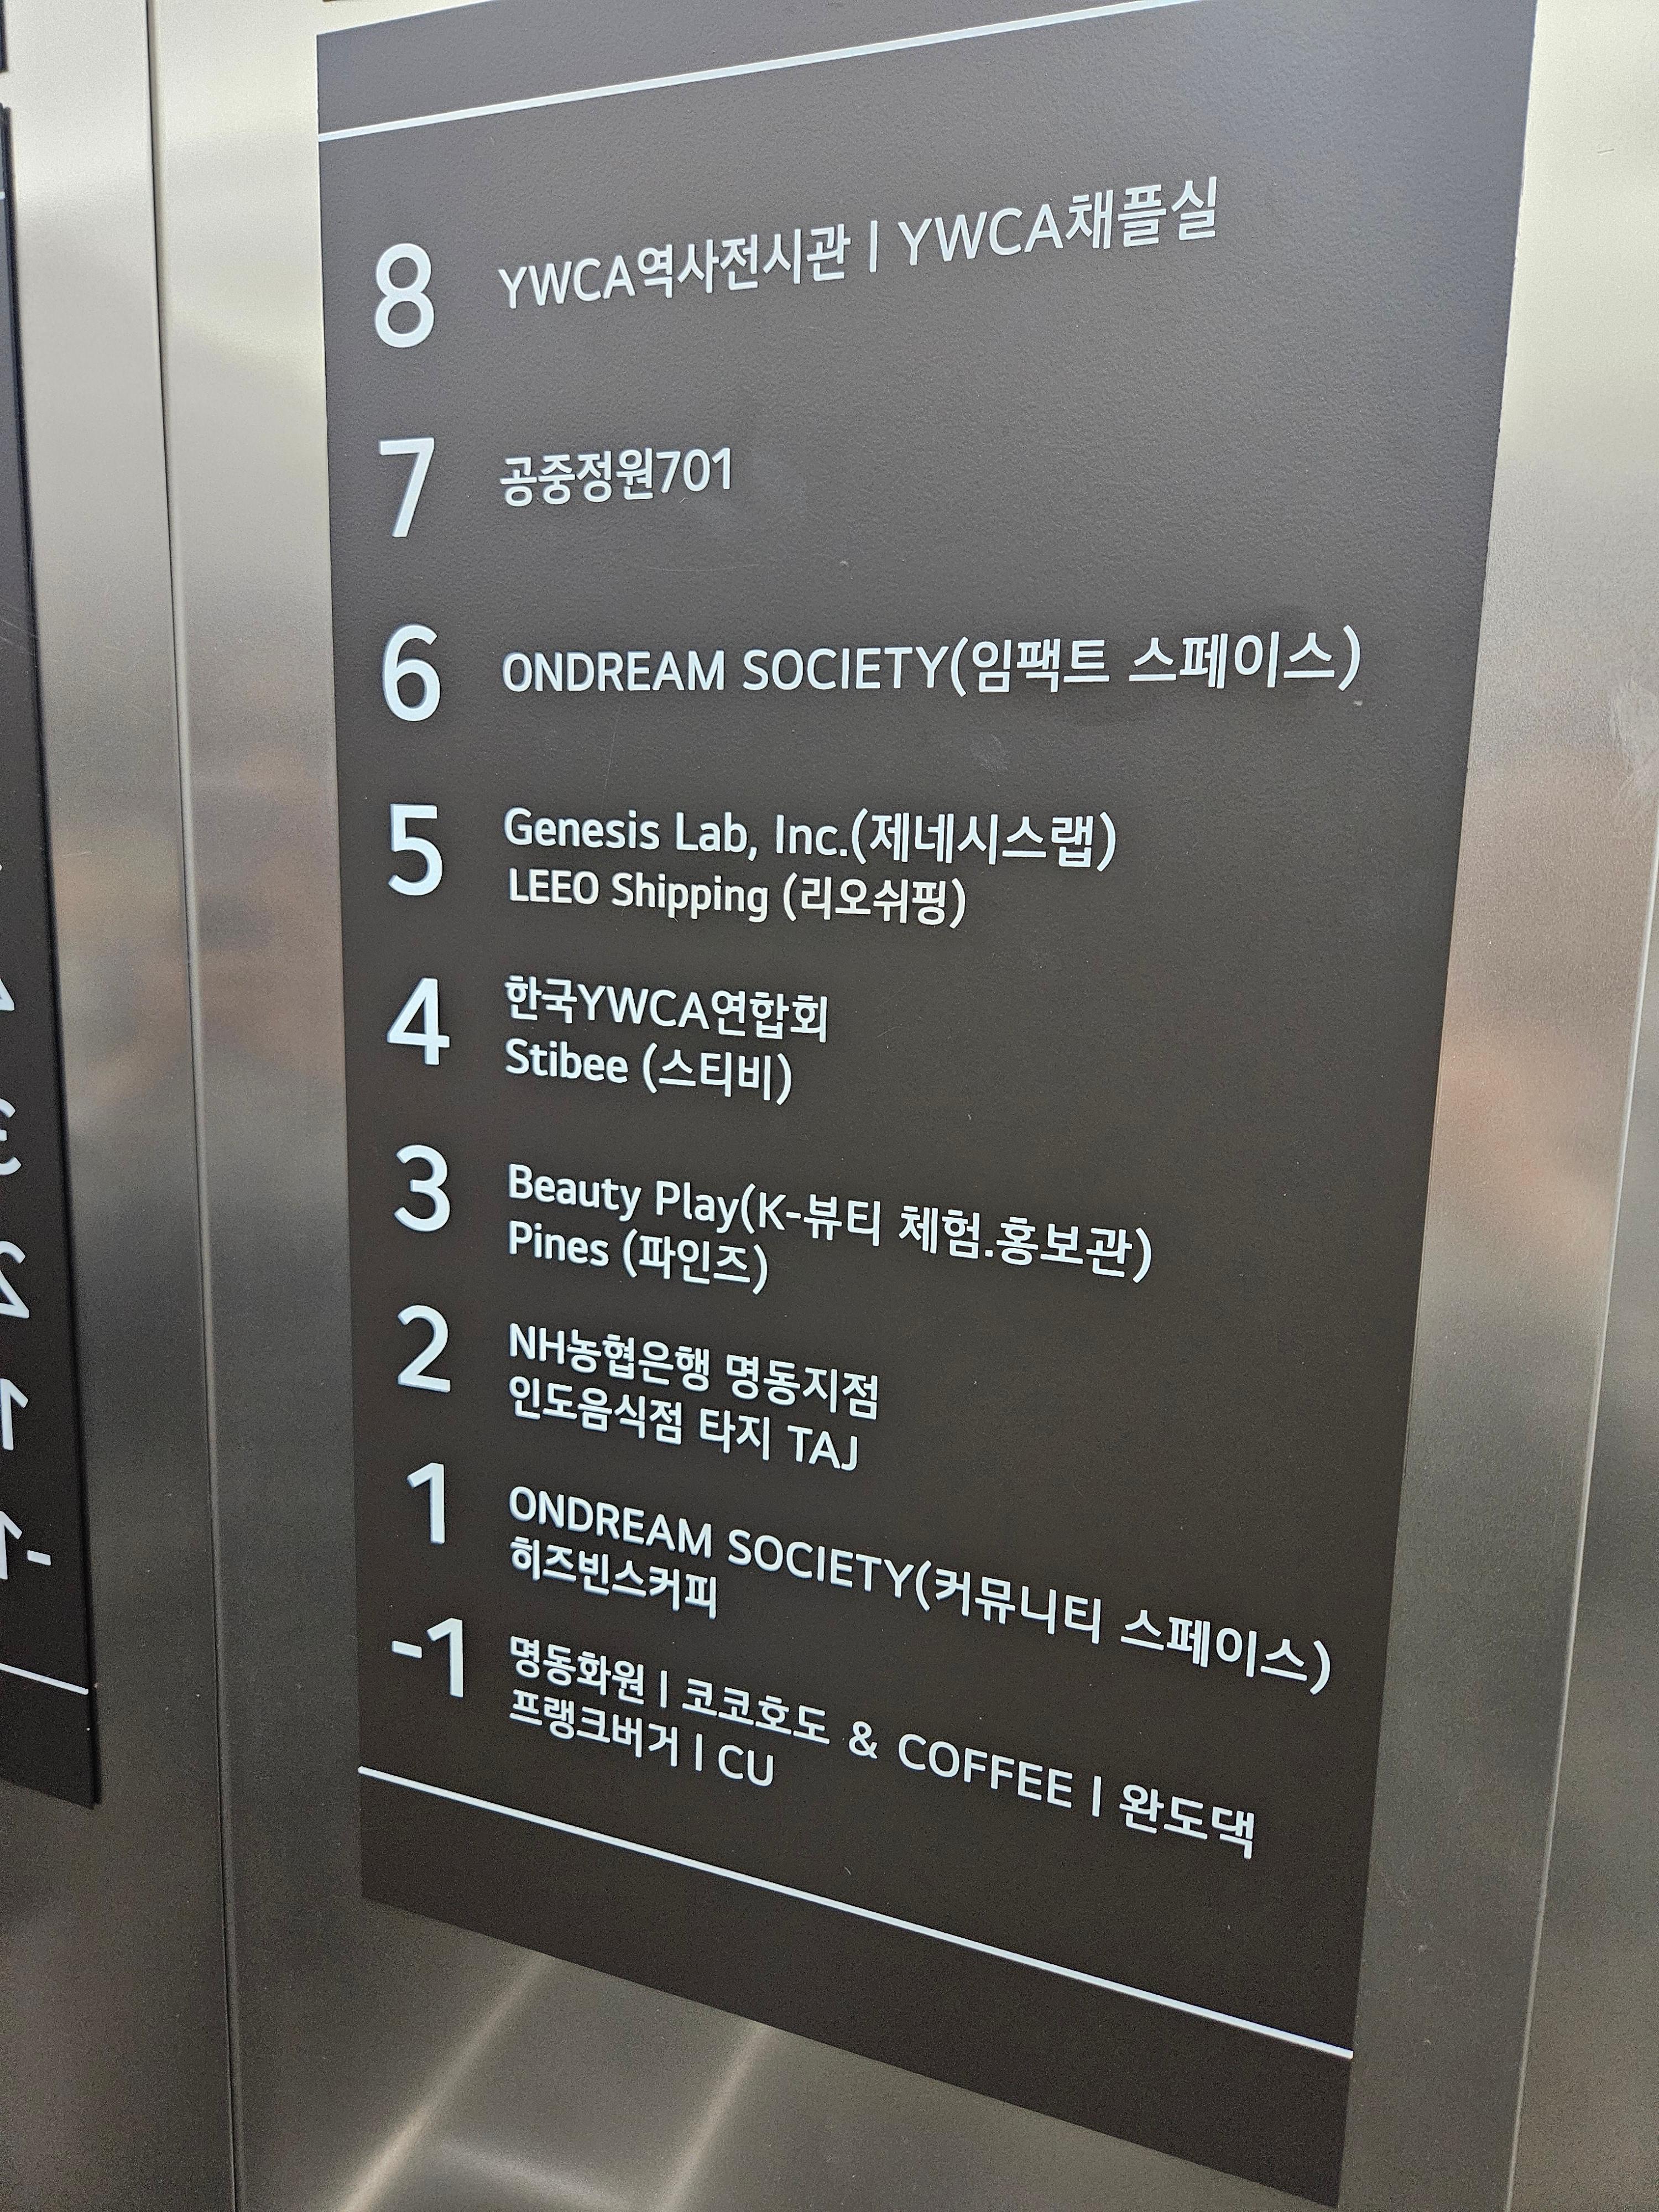 8 YWCA역사전시관 | YWCA채플실
7 공중정원701
6 ONDREAM SOCIETY(임팩트 스페이스)
5 Genesis Lab, Inc.(제네시스랩)
LEEO Shipping (리오쉬핑)
4 한국YWCA연합회
Stibee (스티비)
3 Beauty Play(K-뷰티 체험.홍보관)
Pines (파인즈)
2 NH농협은행 명동지점
인도음식점 타지 TAJ
1 ONDREAM SOCIETY(커뮤니티 스페이스)
히즈빈스커피
-1 명동화원 | 코코호도 & COFFEE | 완도댁
프랭크버거 | CU